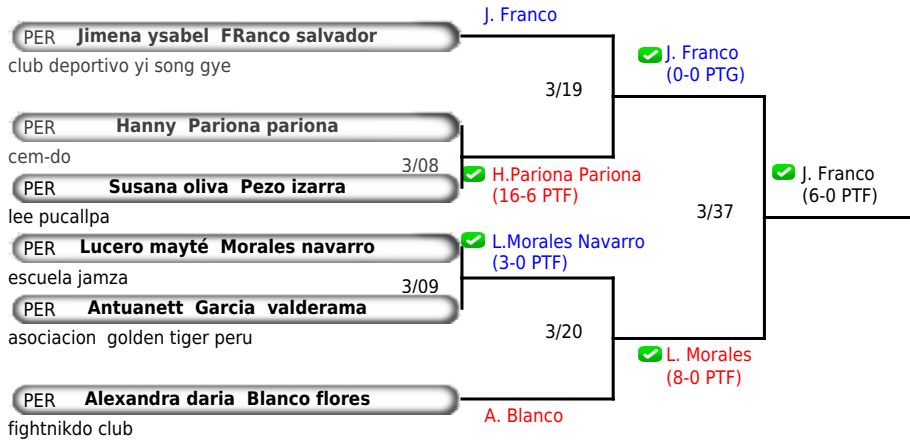 J. Franco
PER Jimena ysabel FRanco salvador
club deportivo yi song gye
J. Franco
(0-0 PTG)
3/19
PER Hanny Pariona pariona
cem-do
3/08
H.Pariona Pariona
(16-6 PTF)
PER Susana oliva Pezo izarra
lee pucallpa
J. Franco
(6-0 PTF)
3/37
PER Lucero mayté Morales navarro
escuela jamza
L.Morales Navarro
(3-0 PTF)
3/09
PER Antuanett Garcia valderama
asociacion golden tiger peru
3/20
L. Morales
(8-0 PTF)
PER Alexandra daria Blanco flores
fightnikdo club
A. Blanco